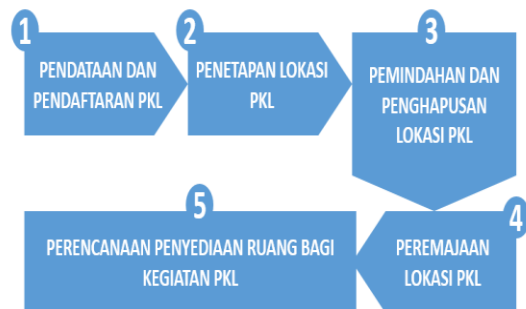 1
PENDATAAN DAN
PENDAFTARAN PKL
2
PENETAPAN LOKASI
PKL
3
PEMINDAHAN DAN
PENGHAPUSAN
LOKASI PKL
4
PEREMAJAAN
LOKASI PKL
5
PERENCANAAN PENYEDIAAN RUANG BAGI
KEGIATAN PKL